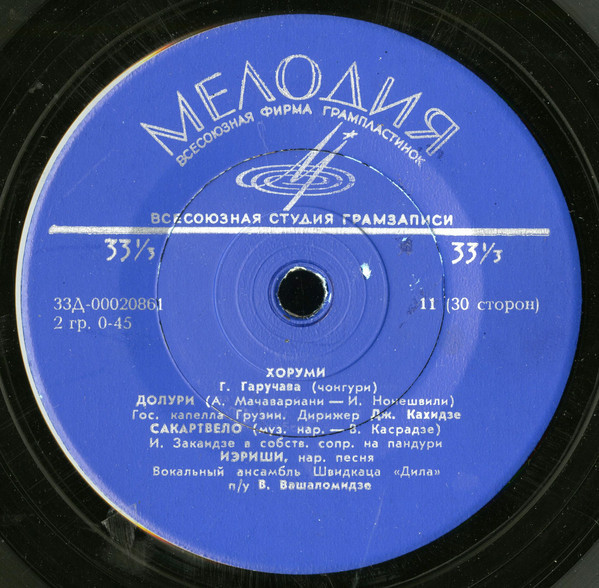 МЕЛОДИЯ
ВСЕСОЮЗНАЯ ФИРМА ГРАМПЛАСТИНОК
ВСЕСОЮЗНАЯ СТУДИЯ ГРАМЗАПИСИ
33⅓ 33⅓
33Д-00020861 11 (30 сторон)
2 гр. 0-45
ХОРУМИ
Г. Гаручава (чонгури)
ДОЛУРИ (А. Мачавариани — И. Нонешвили)
Гос. капелла Грузии. Дирижер Дж. Кахидзе
САКАРТВЕЛО (муз. нар. — В. Касрадзе)
И. Закаидзе в собств. сопр. на пандури
ИЭРИШИ, нар. песня
Вокальный ансамбль Швидкаца «Дила»
п/у В. Вашаломидзе